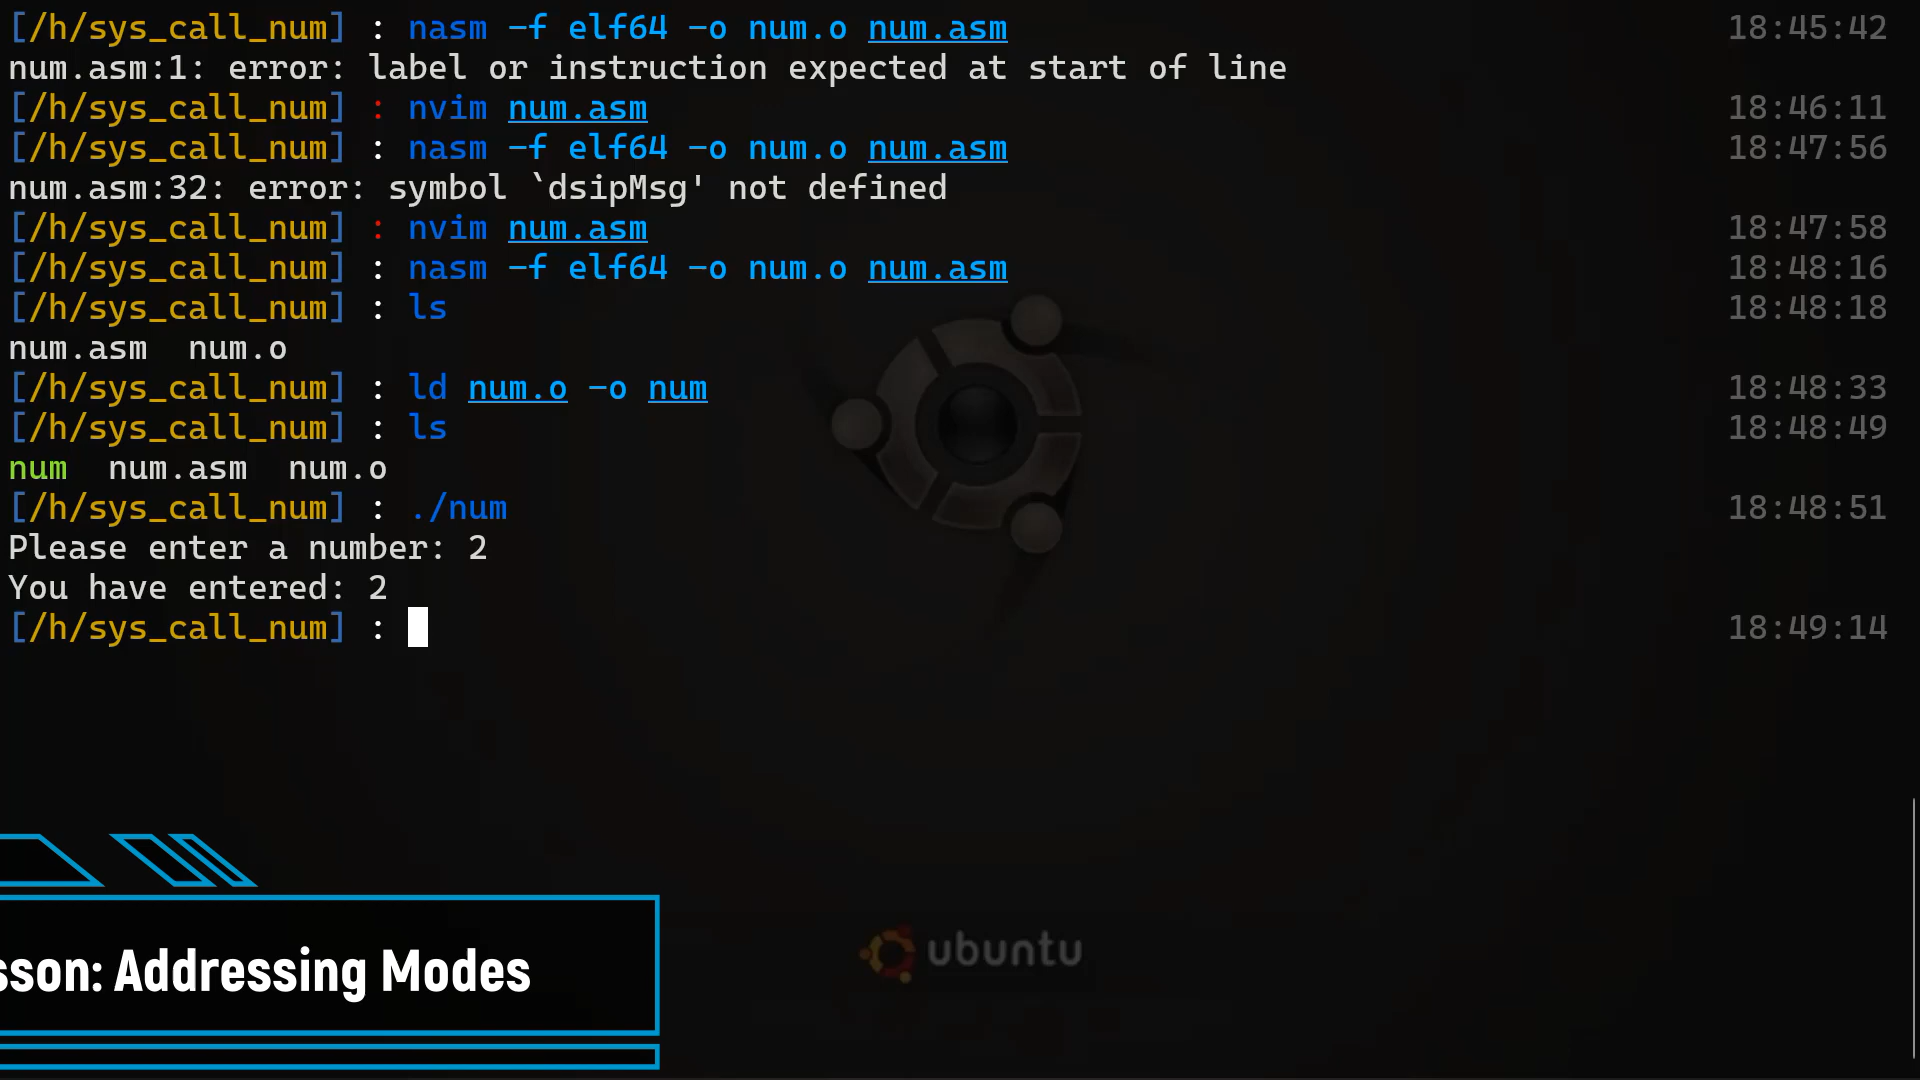 [/h/sys_call_num] : nasm -f elf64 -o num.o num.asm 18:45:42
num.asm:1: error: label or instruction expected at start of line
[/h/sys_call_num] : nvim num.asm 18:46:11
[/h/sys_call_num] : nasm -f elf64 -o num.o num.asm 18:47:56
num.asm:32: error: symbol `dsipMsg' not defined
[/h/sys_call_num] : nvim num.asm 18:47:58
[/h/sys_call_num] : nasm -f elf64 -o num.o num.asm 18:48:16
[/h/sys_call_num] : ls 18:48:18
num.asm  num.o
[/h/sys_call_num] : ld num.o -o num 18:48:33
[/h/sys_call_num] : ls 18:48:49
num  num.asm  num.o
[/h/sys_call_num] : ./num 18:48:51
Please enter a number: 2
You have entered: 2
[/h/sys_call_num] : 18:49:14
ubuntu
sson: Addressing Modes